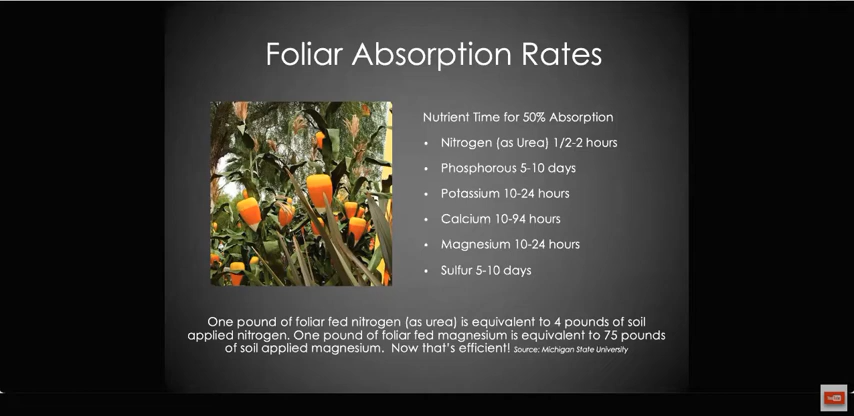 Foliar Absorption Rates
Nutrient Time for 50% Absorption
• Nitrogen (as Urea) 1/2-2 hours
• Phosphorous 5-10 days
• Potassium 10-24 hours
• Calcium 10-94 hours
• Magnesium 10-24 hours
• Sulfur 5-10 days
One pound of foliar fed nitrogen (as urea) is equivalent to 4 pounds of soil
applied nitrogen. One pound of foliar fed magnesium is equivalent to 75 pounds
of soil applied magnesium. Now that's efficient! Source: Michigan State University